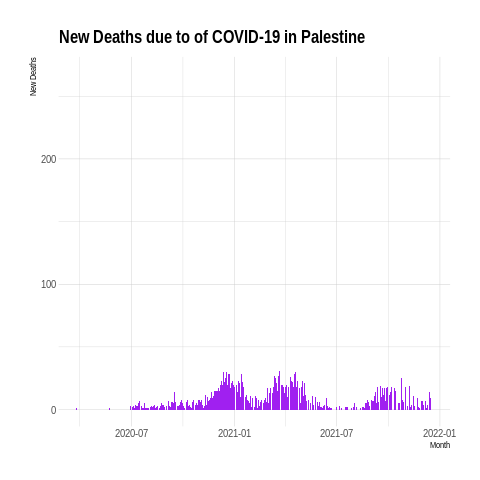 New Deaths due to of COVID-19 in Palestine
New Deaths
200
100
0
2020-07 2021-01 2021-07 2022-01
Month